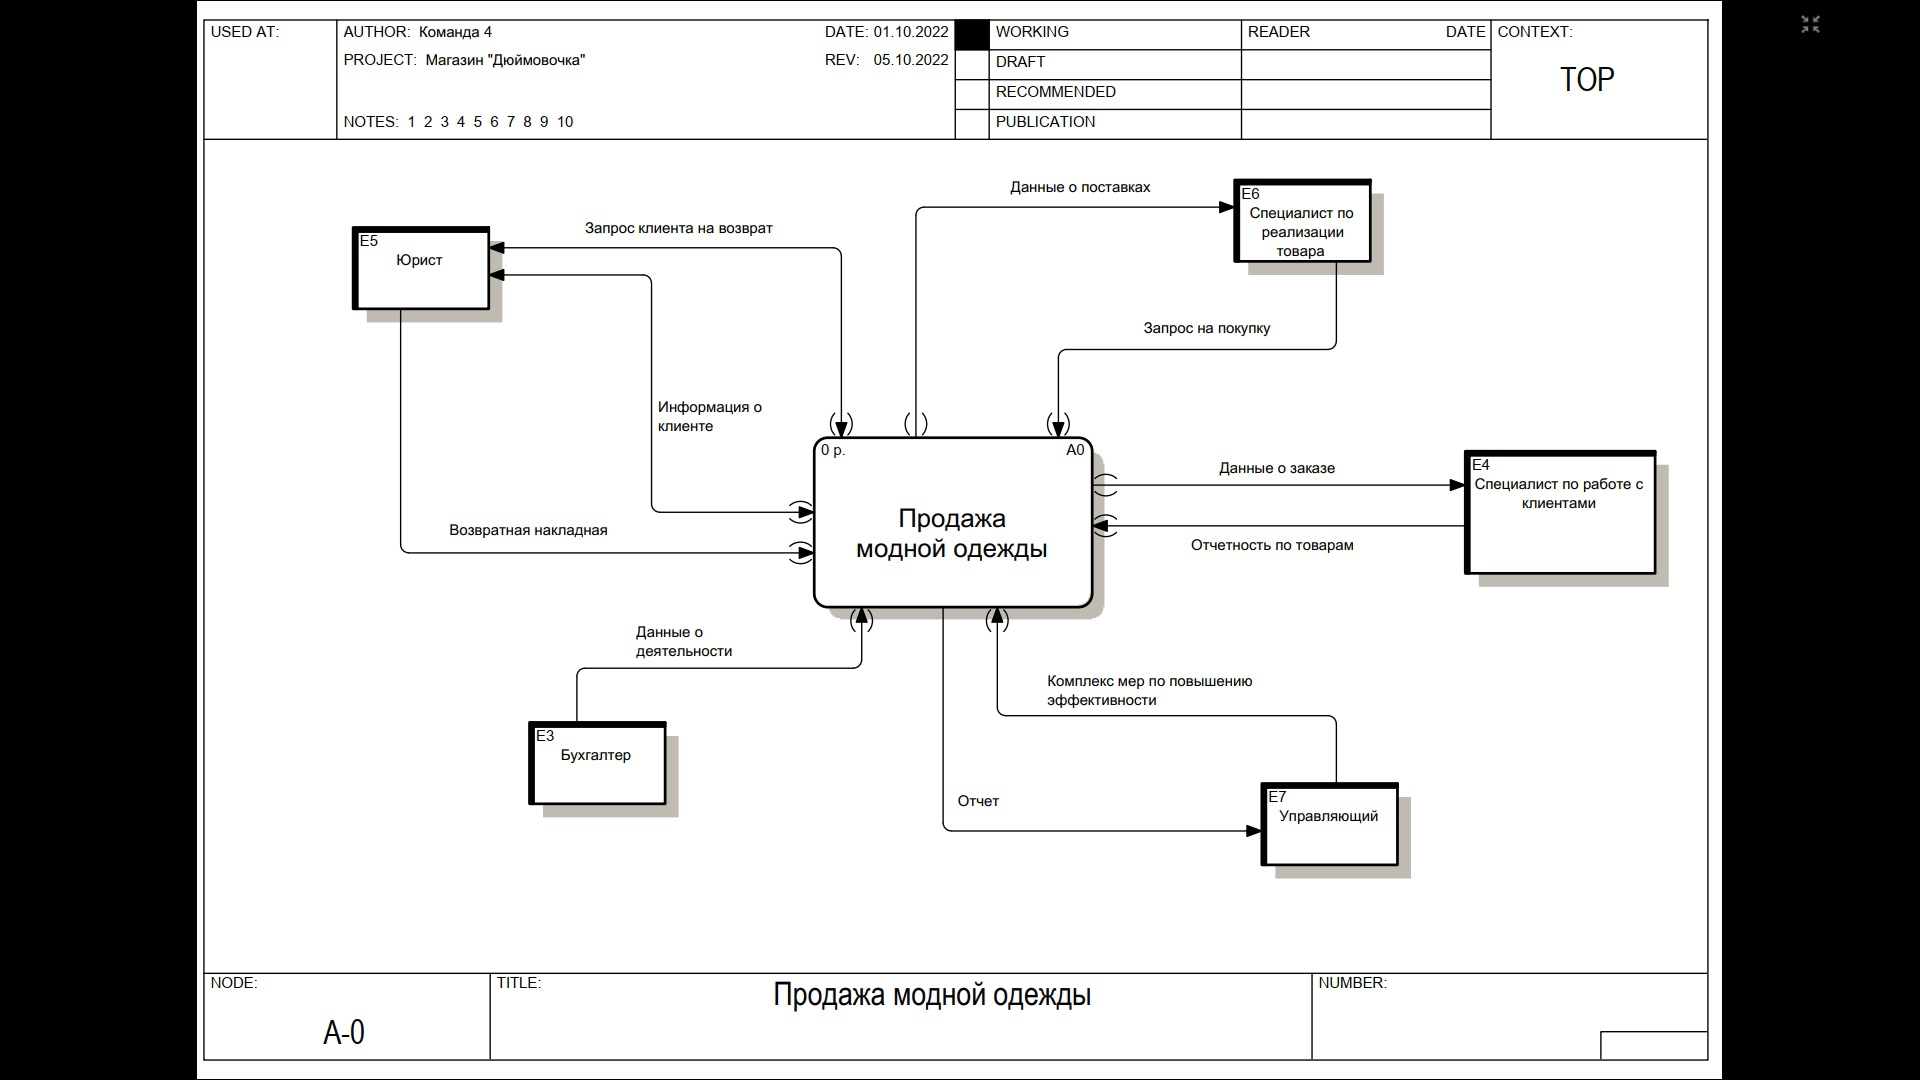 USED AT:
AUTHOR: Команда 4
DATE: 01.10.2022
PROJECT: Магазин "Дюймовочка"
REV: 05.10.2022
NOTES: 1 2 3 4 5 6 7 8 9 10
WORKING
DRAFT
RECOMMENDED
PUBLICATION
READER
DATE
CONTEXT:
TOP
Данные о поставках
E6
Специалист по
реализации
товара
Запрос клиента на возврат
E5
Юрист
Запрос на покупку
Информация о
клиенте
0 р.
A0
Продажа
модной одежды
Данные о заказе
E4
Специалист по работе с
клиентами
Отчетность по товарам
Возвратная накладная
Данные о
деятельности
Комплекс мер по повышению
эффективности
E3
Бухгалтер
Отчет
E7
Управляющий
NODE:
A-0
TITLE:
Продажа модной одежды
NUMBER: